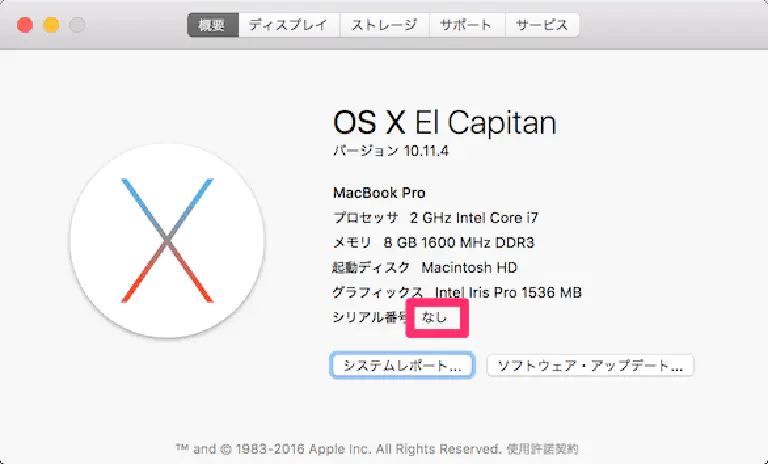 概要 ディスプレイ ストレージ サポート サービス
OS X El Capitan
バージョン 10.11.4
MacBook Pro
プロセッサ 2 GHz Intel Core i7
メモリ 8 GB 1600 MHz DDR3
起動ディスク Macintosh HD
グラフィックス Intel Iris Pro 1536 MB
シリアル番号 なし
システムレポート... ソフトウェア・アップデート...
™ and © 1983-2016 Apple Inc. All Rights Reserved. 使用許諾契約